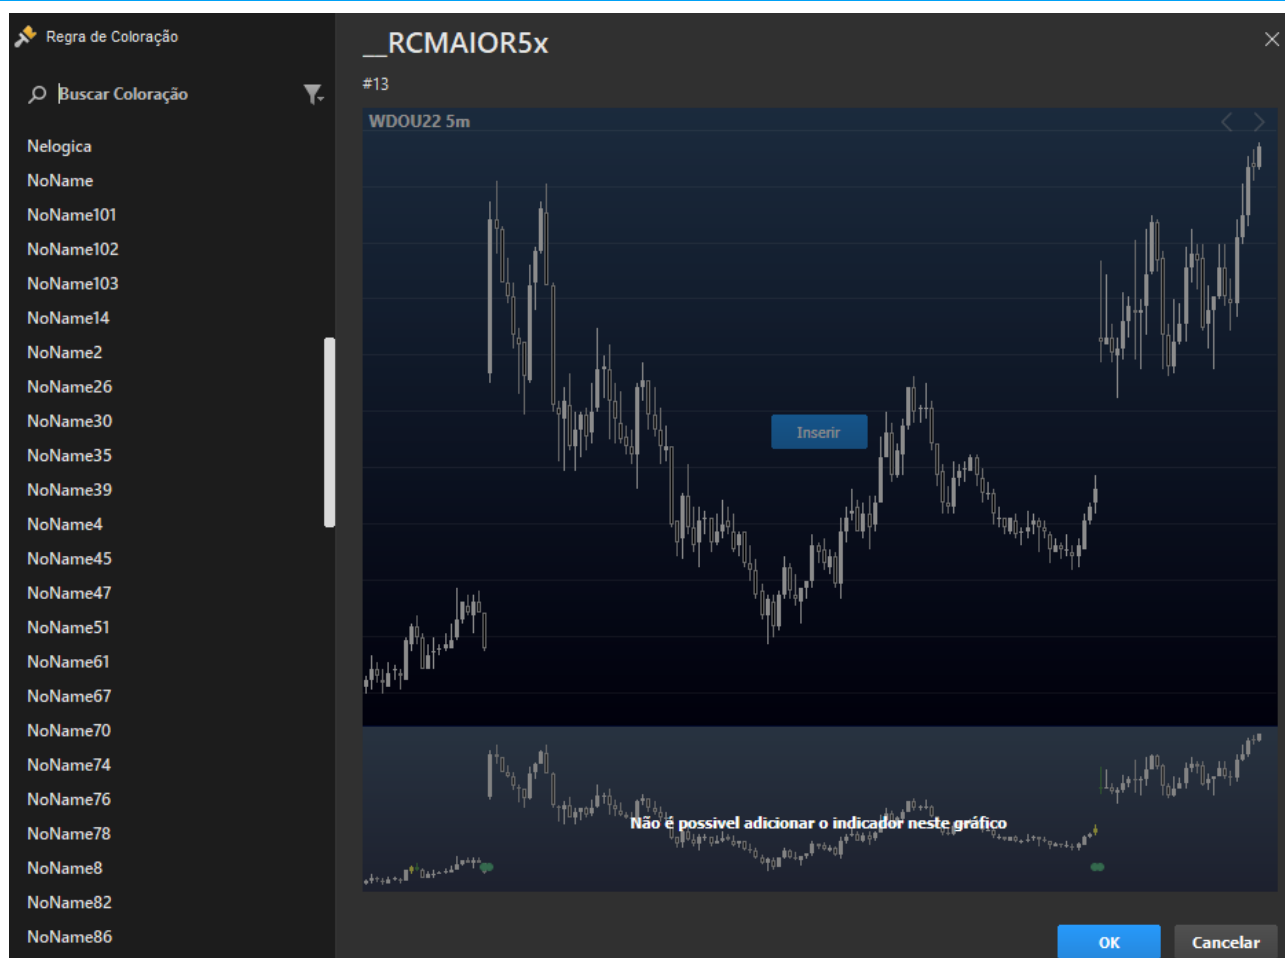 Regra de Coloração
Buscar Coloração
Nelogica
NoName
NoName101
NoName102
NoName103
NoName14
NoName2
NoName26
NoName30
NoName35
NoName39
NoName4
NoName45
NoName47
NoName51
NoName61
NoName67
NoName70
NoName74
NoName76
NoName78
NoName8
NoName82
NoName86
__RCMAIOR5x
#13
WDOU22 5m
Inserir
Não é possivel adicionar o indicador neste gráfico
OK
Cancelar